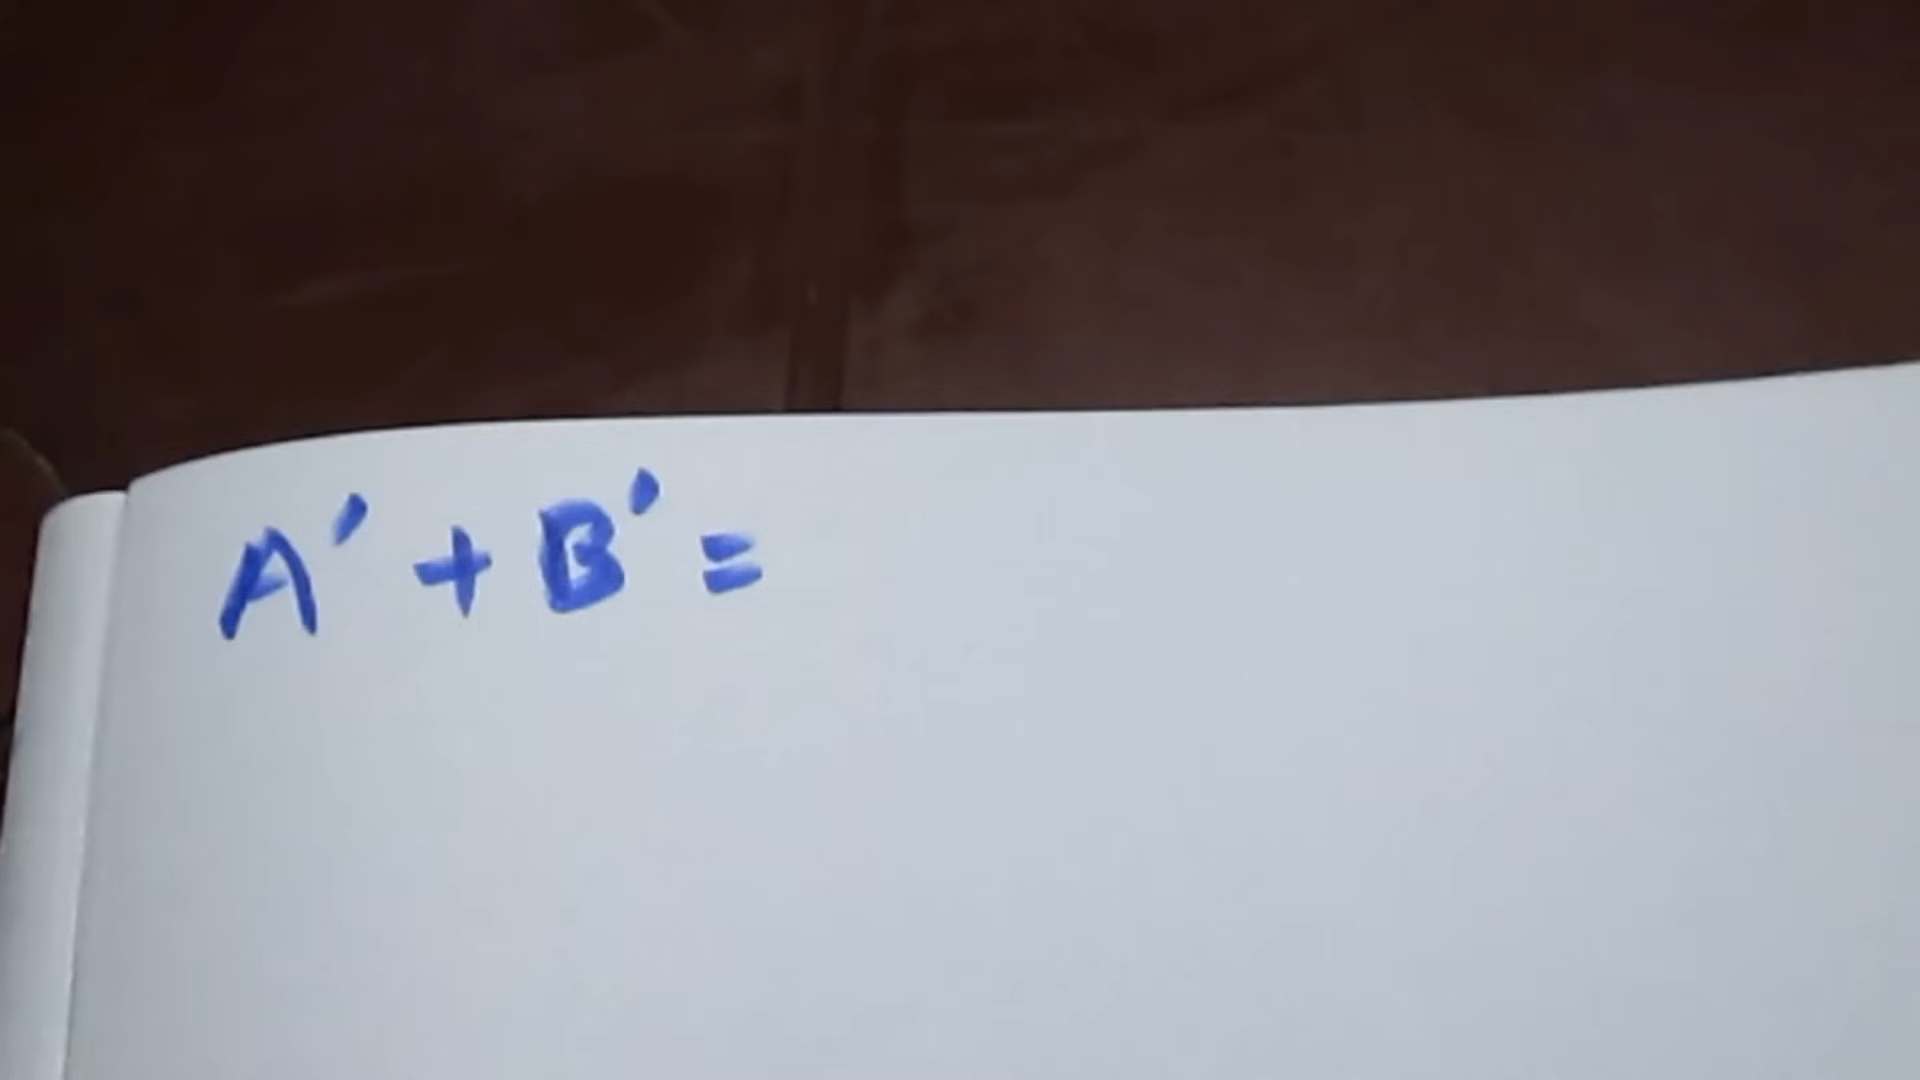 A' + B' =